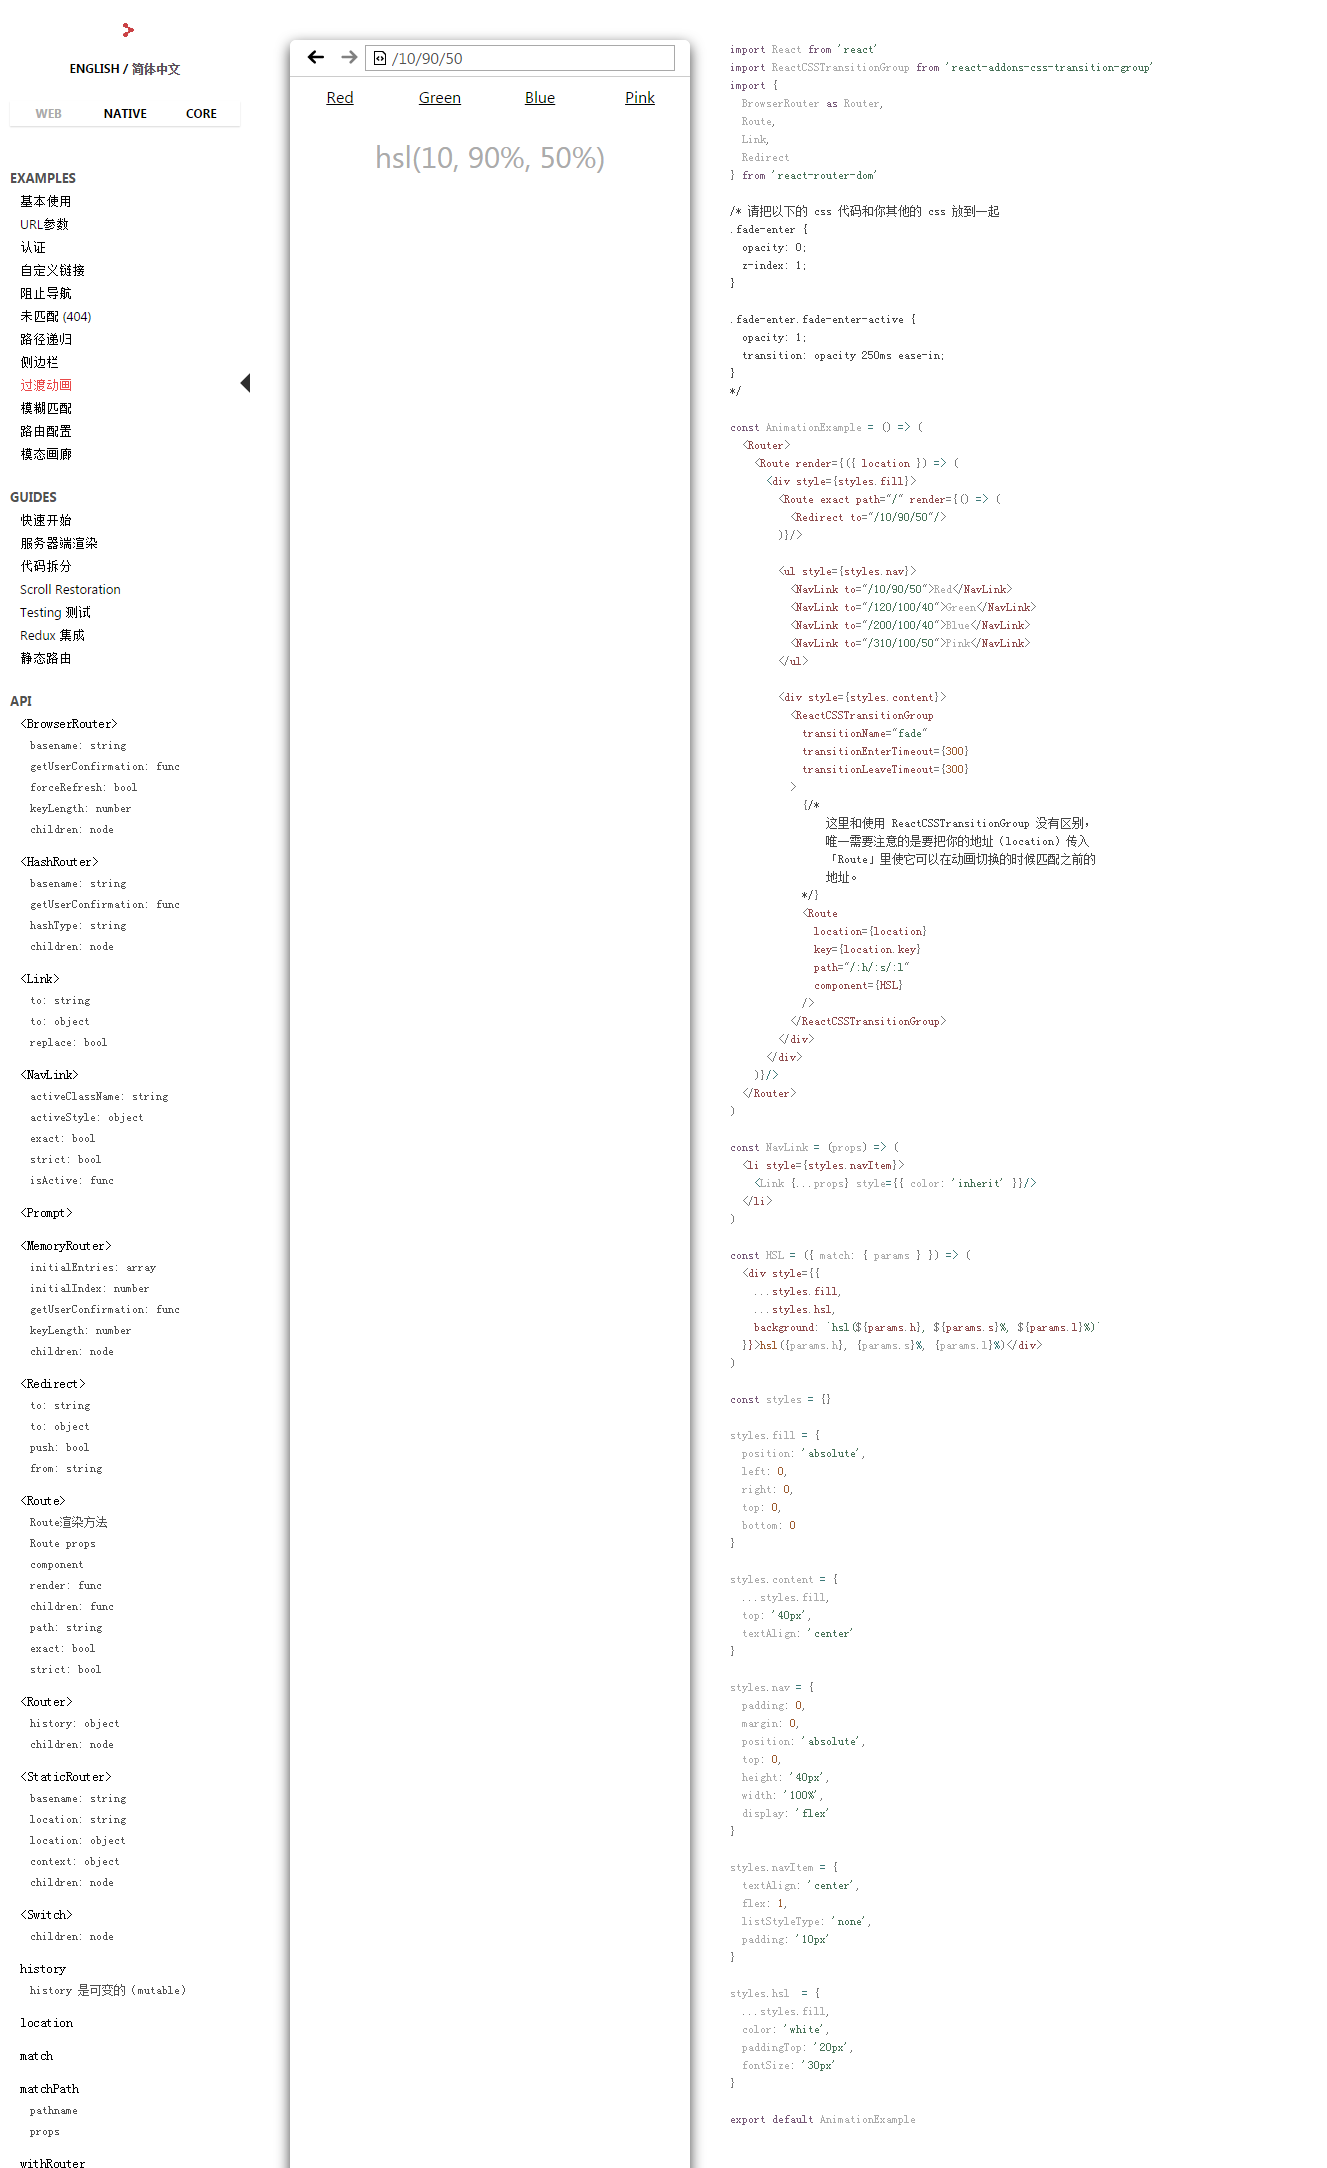 ENGLISH / 简体中文
WEB NATIVE CORE
EXAMPLES
基本使用
URL参数
认证
自定义链接
阻止导航
未匹配 (404)
路径递归
侧边栏
过渡动画
模糊匹配
路由配置
模态画廊
GUIDES
快速开始
服务器端渲染
代码拆分
Scroll Restoration
Testing 测试
Redux 集成
静态路由
API
<BrowserRouter>
basename: string
getUserConfirmation: func
forceRefresh: bool
keyLength: number
children: node
<HashRouter>
basename: string
getUserConfirmation: func
hashType: string
children: node
<Link>
to: string
to: object
replace: bool
<NavLink>
activeClassName: string
activeStyle: object
exact: bool
strict: bool
isActive: func
<Prompt>
<MemoryRouter>
initialEntries: array
initialIndex: number
getUserConfirmation: func
keyLength: number
children: node
<Redirect>
to: string
to: object
push: bool
from: string
<Route>
Route渲染方法
Route props
component
render: func
children: func
path: string
exact: bool
strict: bool
<Router>
history: object
children: node
<StaticRouter>
basename: string
location: string
location: object
context: object
children: node
<Switch>
children: node
history
history 是可变的（mutable）
location
match
matchPath
pathname
props
withRouter
/10/90/50
Red Green Blue Pink
hsl(10, 90%, 50%)
import React from 'react'
import ReactCSSTransitionGroup from 'react-addons-css-transition-group'
import {
BrowserRouter as Router,
Route,
Link,
Redirect
} from 'react-router-dom'
/* 请把以下的 css 代码和你其他的 css 放到一起
.fade-enter {
opacity: 0;
z-index: 1;
}
.fade-enter.fade-enter-active {
opacity: 1;
transition: opacity 250ms ease-in;
}
*/
const AnimationExample = () => (
<Router>
<Route render={({ location }) => (
<div style={styles.fill}>
<Route exact path="/" render={() => (
<Redirect to="/10/90/50"/>
)}/>
<ul style={styles.nav}>
<NavLink to="/10/90/50">Red</NavLink>
<NavLink to="/120/100/40">Green</NavLink>
<NavLink to="/200/100/40">Blue</NavLink>
<NavLink to="/310/100/50">Pink</NavLink>
</ul>
<div style={styles.content}>
<ReactCSSTransitionGroup
transitionName="fade"
transitionEnterTimeout={300}
transitionLeaveTimeout={300}
>
{/*
这里和使用 ReactCSSTransitionGroup 没有区别，
唯一需要注意的是要把你的地址（location）传入
「Route」里使它可以在动画切换的时候匹配之前的
地址。
*/}
<Route
location={location}
key={location.key}
path="/:h/:s/:l"
component={HSL}
/>
</ReactCSSTransitionGroup>
</div>
</div>
)}/>
</Router>
)
const NavLink = (props) => (
<li style={styles.navItem}>
<Link {...props} style={{ color: 'inherit' }}/>
</li>
)
const HSL = ({ match: { params } }) => (
<div style={{
...styles.fill,
...styles.hsl,
background: `hsl(${params.h}, ${params.s}%, ${params.l}%)`
}}>hsl({params.h}, {params.s}%, {params.l}%)</div>
)
const styles = {}
styles.fill = {
position: 'absolute',
left: 0,
right: 0,
top: 0,
bottom: 0
}
styles.content = {
...styles.fill,
top: '40px',
textAlign: 'center'
}
styles.nav = {
padding: 0,
margin: 0,
position: 'absolute',
top: 0,
height: '40px',
width: '100%',
display: 'flex'
}
styles.navItem = {
textAlign: 'center',
flex: 1,
listStyleType: 'none',
padding: '10px'
}
styles.hsl  = {
...styles.fill,
color: 'white',
paddingTop: '20px',
fontSize: '30px'
}
export default AnimationExample